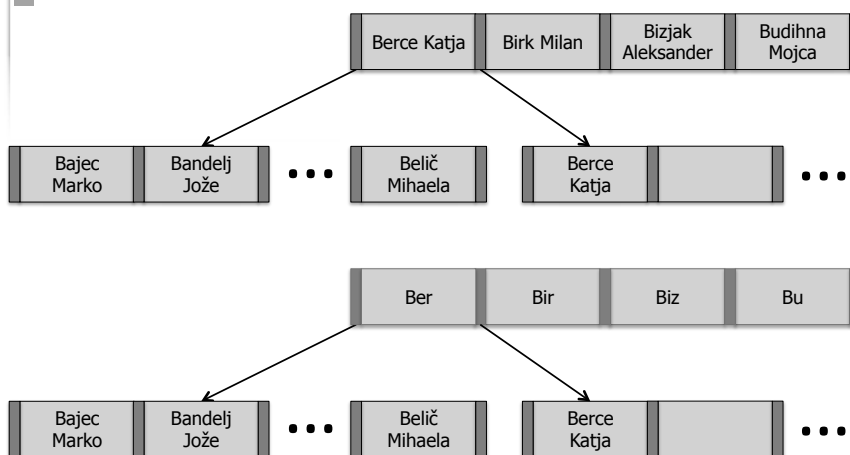 Berce Katja
Birk Milan
Bizjak
Aleksander
Budihna
Mojca
Bajec
Marko
Bandelj
Jože
Belič
Mihaela
Berce
Katja
Ber
Bir
Biz
Bu
Bajec
Marko
Bandelj
Jože
Belič
Mihaela
Berce
Katja